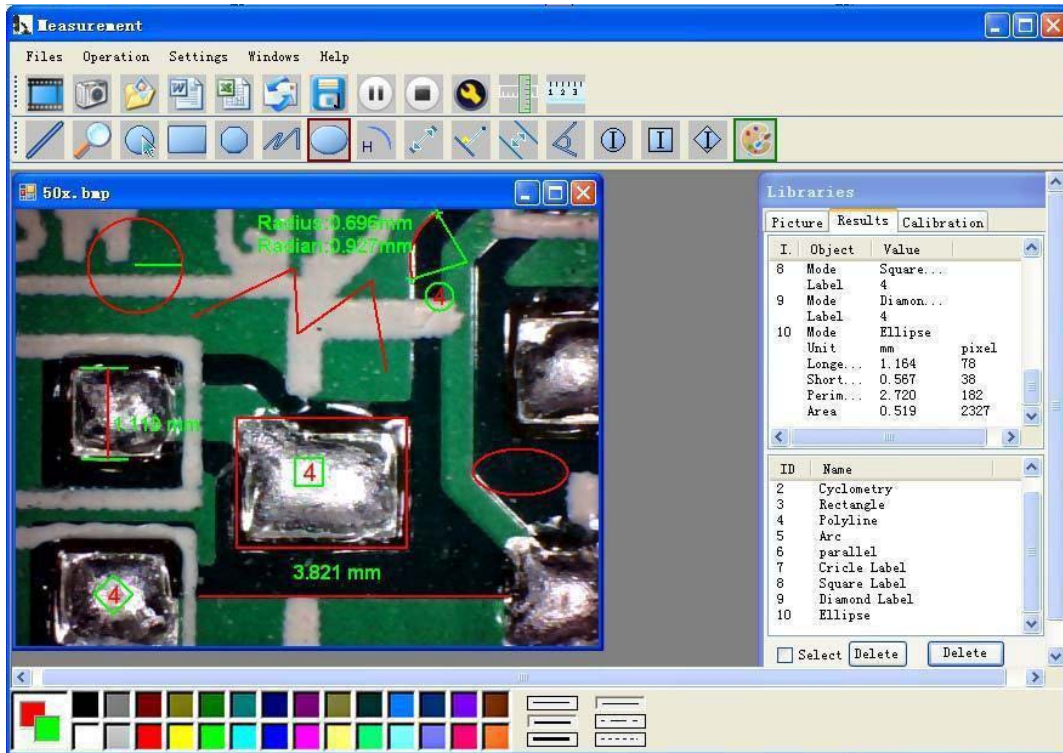 Measurement
Files Operation Settings Windows Help
1 2 3
H
50x.bmp
Radius:0.696mm
Radian:0.927mm
4
1.119 mm
4
3.821 mm
4
Libraries
Picture Results Calibration
I. Object Value
8 Mode Square...
Label 4
9 Mode Diamon...
Label 4
10 Mode Ellipse
Unit mm pixel
Longe... 1.164 78
Short... 0.567 38
Perim... 2.720 182
Area 0.519 2327
ID Name
2 Cyclometry
3 Rectangle
4 Polyline
5 Arc
6 parallel
7 Cricle Label
8 Square Label
9 Diamond Label
10 Ellipse
Select Delete Delete